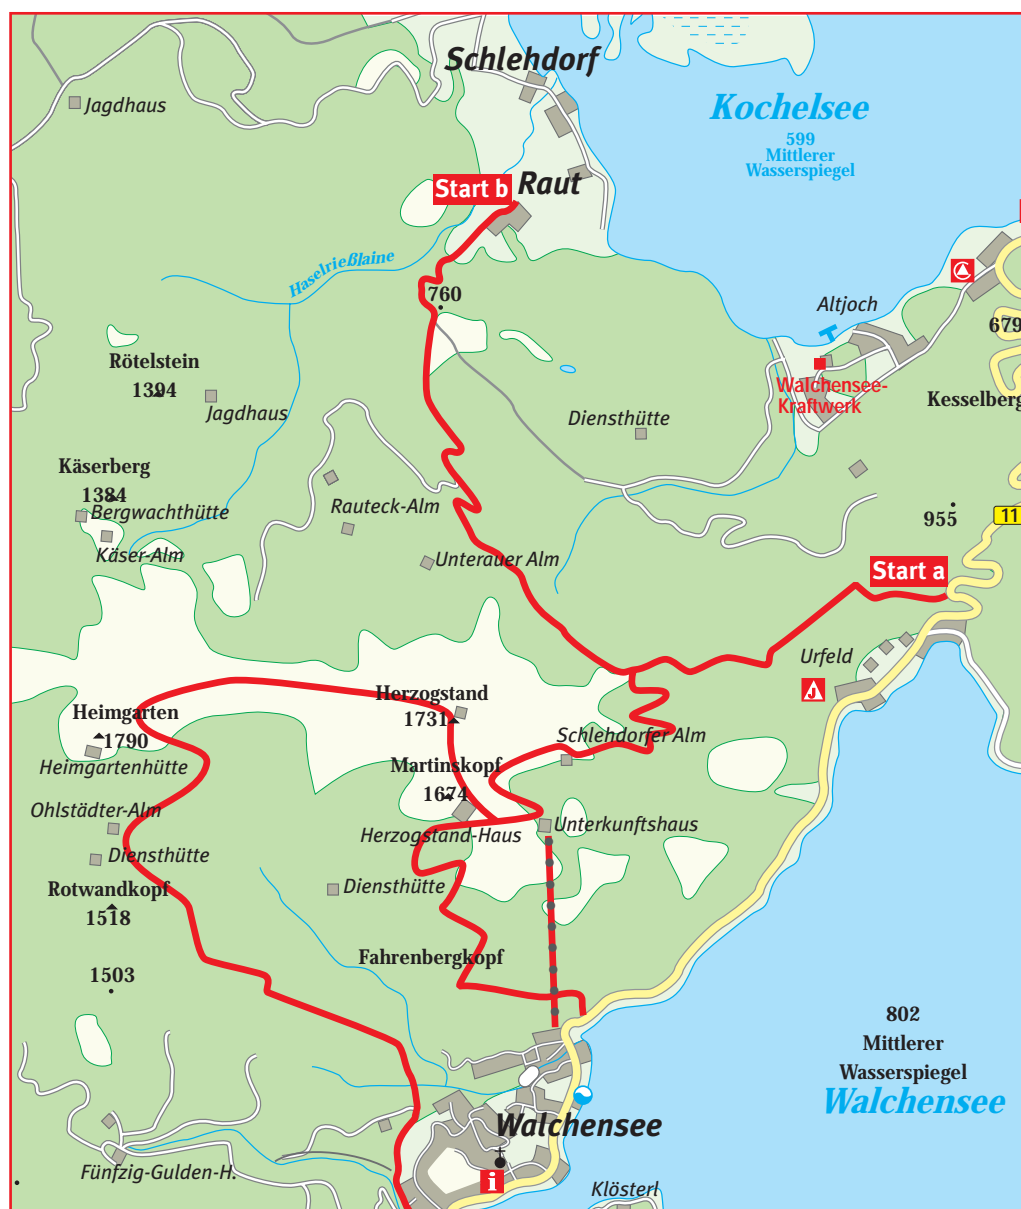 Schlehdorf
Jagdhaus
Kochelsee
599
Mittlerer
Wasserspiegel
Start b
Raut
Haselrießlaine
760
Altjoch
679
Rötelstein
1394
Jagdhaus
Walchensee-
Kraftwerk
Kesselberg
Diensthütte
Käserberg
1384
Bergwachthütte
Käser-Alm
Rauteck-Alm
955
11
Unterauer Alm
Start a
Urfeld
Herzogstand
1731
Heimgarten
1790
Heimgartenhütte
Schlehdorfer Alm
Martinskopf
1674
Ohlstädter-Alm
Herzogstand-Haus
Unterkunftshaus
Diensthütte
Rotwandkopf
1518
Diensthütte
Fahrenbergkopf
1503
802
Mittlerer
Wasserspiegel
Walchensee
Walchensee
Fünfzig-Gulden-H.
i
Klösterl